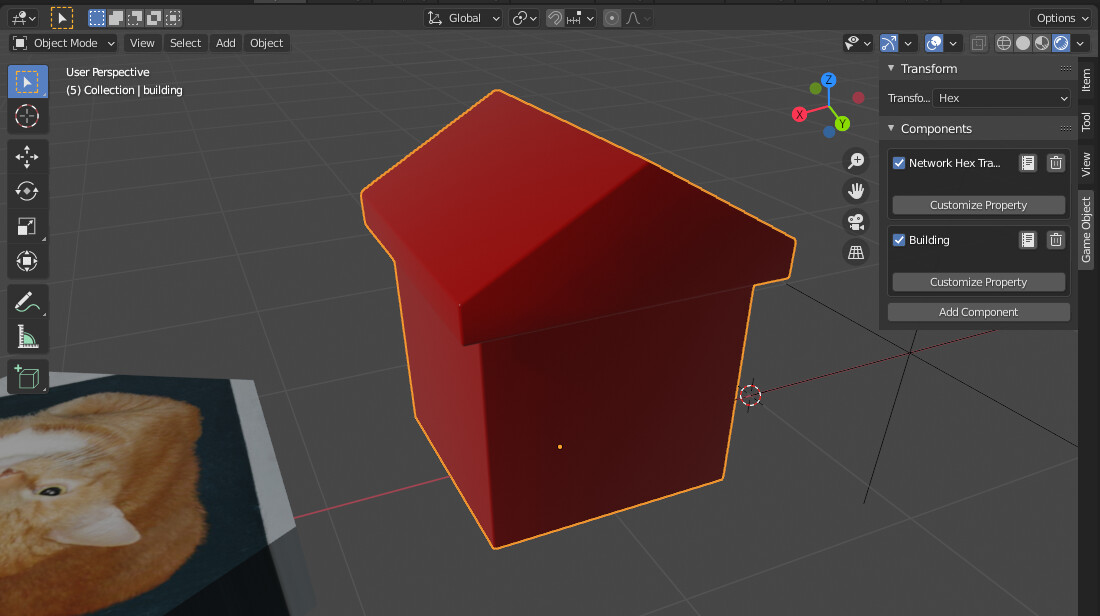 Global
Options
Object Mode
View
Select
Add
Object
User Perspective
(5) Collection | building
Z
X
Y
Transform
Transfo...
Hex
Components
Network Hex Tra...
Customize Property
Building
Customize Property
Add Component
Item
Tool
View
Game Object